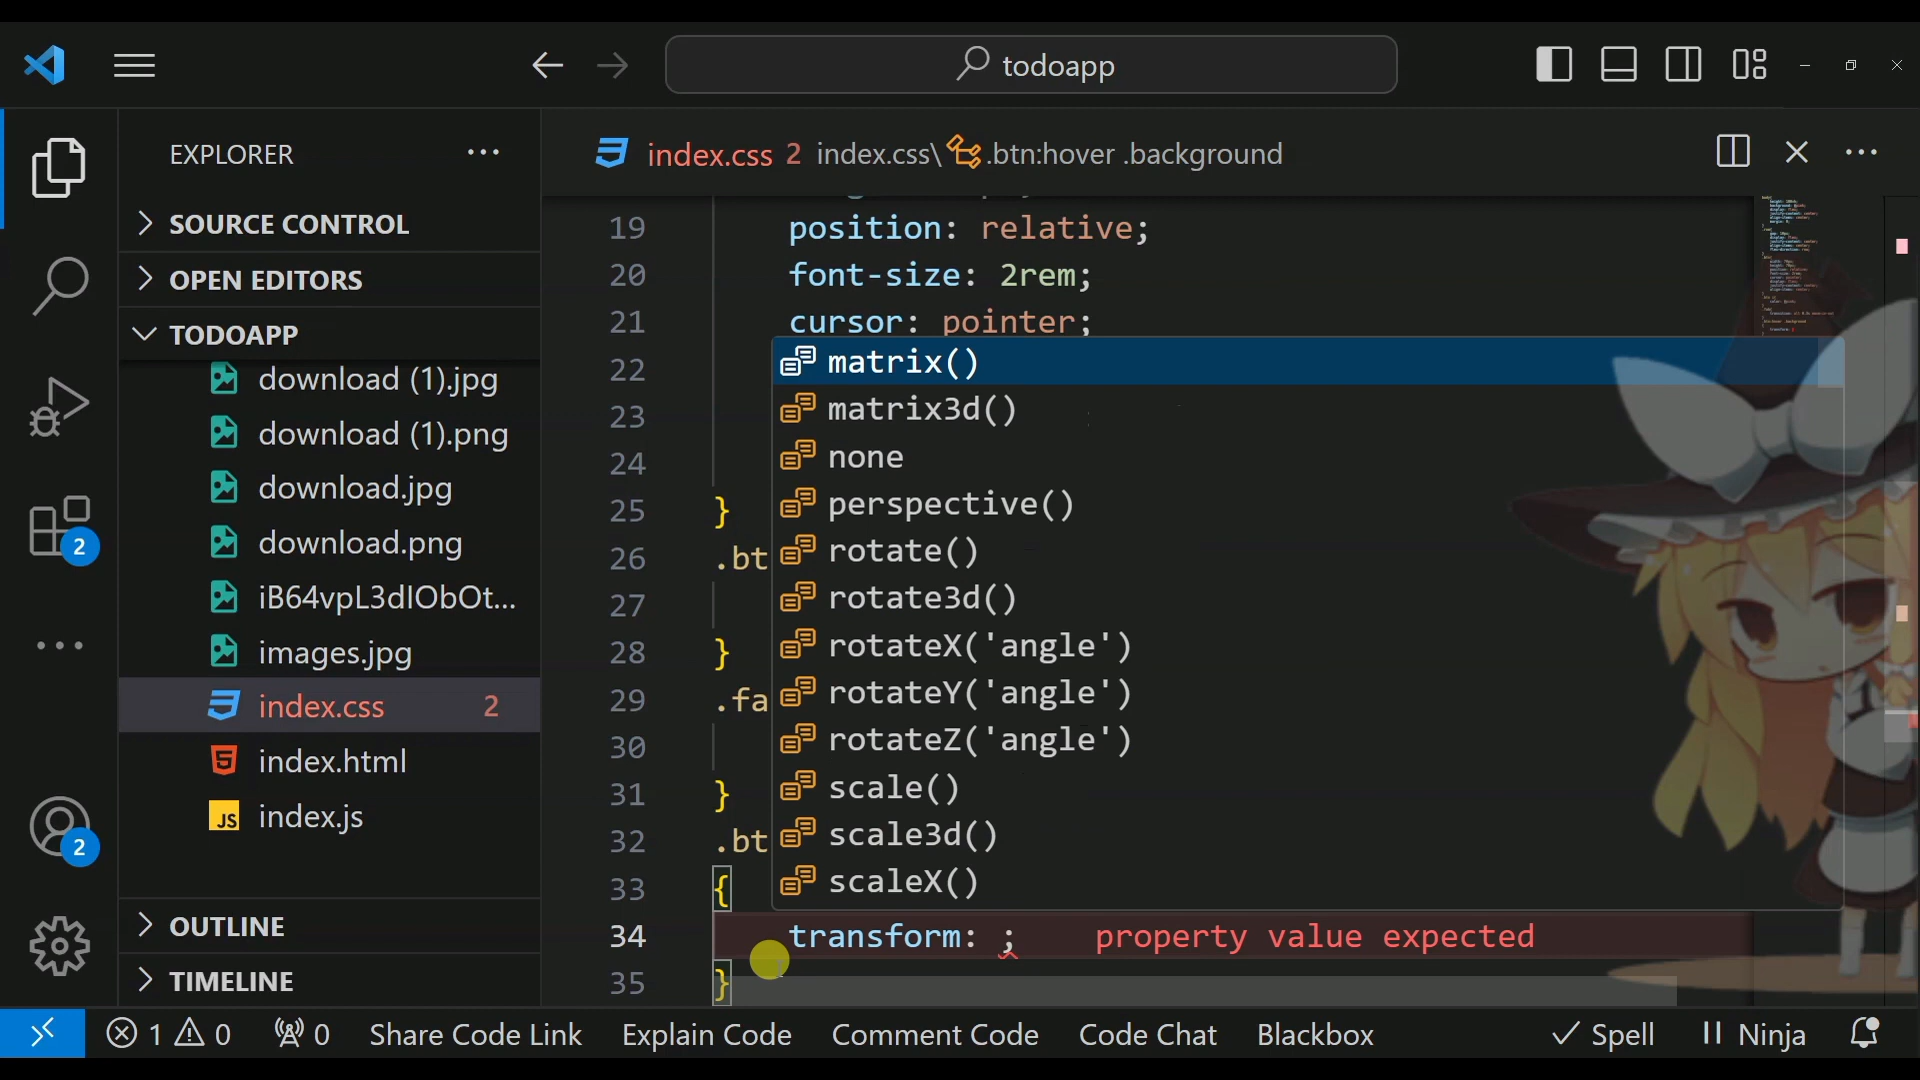 todoapp
EXPLORER
SOURCE CONTROL
OPEN EDITORS
TODOAPP
download (1).jpg
download (1).png
download.jpg
download.png
iB64vpL3dIObOt...
images.jpg
index.css 2
index.html
JS index.js
OUTLINE
TIMELINE
2
2
index.css 2 index.css\ .btn:hover .background
19 position: relative;
20 font-size: 2rem;
21 cursor: pointer;
22
23
24
25 }
26 .bt
27
28 }
29 .fa
30
31 }
32 .bt
33 {
34 transform: ; property value expected
35 }
matrix()
matrix3d()
none
perspective()
rotate()
rotate3d()
rotateX('angle')
rotateY('angle')
rotateZ('angle')
scale()
scale3d()
scaleX()
1 0 0 Share Code Link Explain Code Comment Code Code Chat Blackbox Spell Ninja